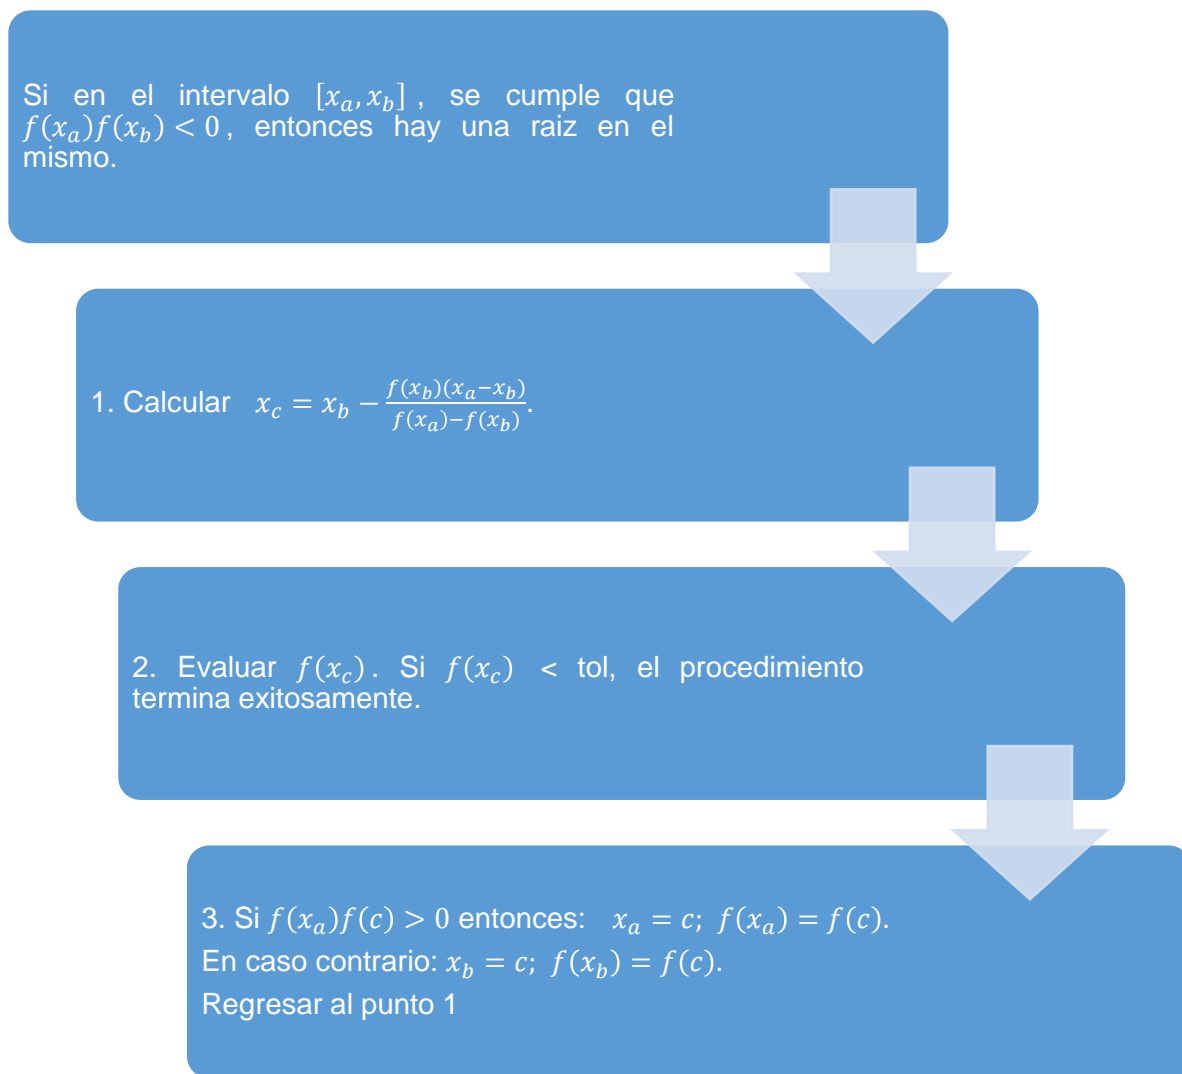 Si en el intervalo [𝑥𝑎, 𝑥𝑏] , se cumple que
𝑓(𝑥𝑎)𝑓(𝑥𝑏) < 0 , entonces hay una raiz en el
mismo.
1. Calcular 𝑥𝑐 = 𝑥𝑏 − 𝑓(𝑥𝑏)(𝑥𝑎−𝑥𝑏)/𝑓(𝑥𝑎)−𝑓(𝑥𝑏).
2. Evaluar 𝑓(𝑥𝑐). Si 𝑓(𝑥𝑐) < tol, el procedimiento
termina exitosamente.
3. Si 𝑓(𝑥𝑎)𝑓(𝑐) > 0 entonces: 𝑥𝑎 = 𝑐; 𝑓(𝑥𝑎) = 𝑓(𝑐).
En caso contrario: 𝑥𝑏 = 𝑐; 𝑓(𝑥𝑏) = 𝑓(𝑐).
Regresar al punto 1